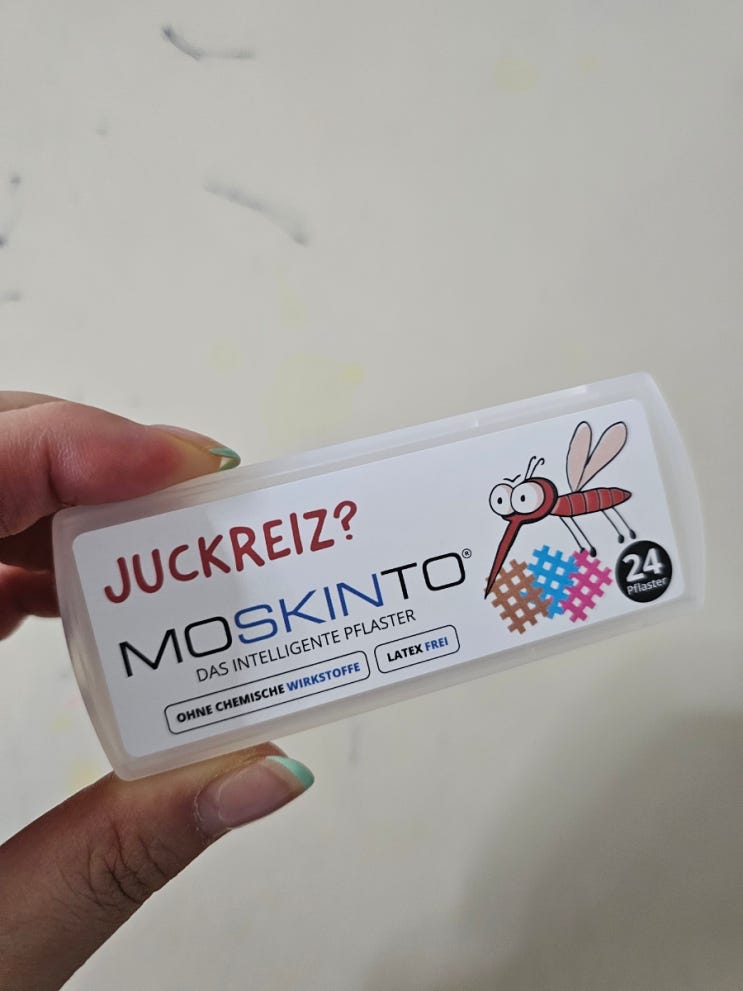 JUCKREIZ?
MOSKINTO®
DAS INTELLIGENTE PFLASTER
OHNE CHEMISCHE WIRKSTOFFE
LATEX FREI
24
Pflaster